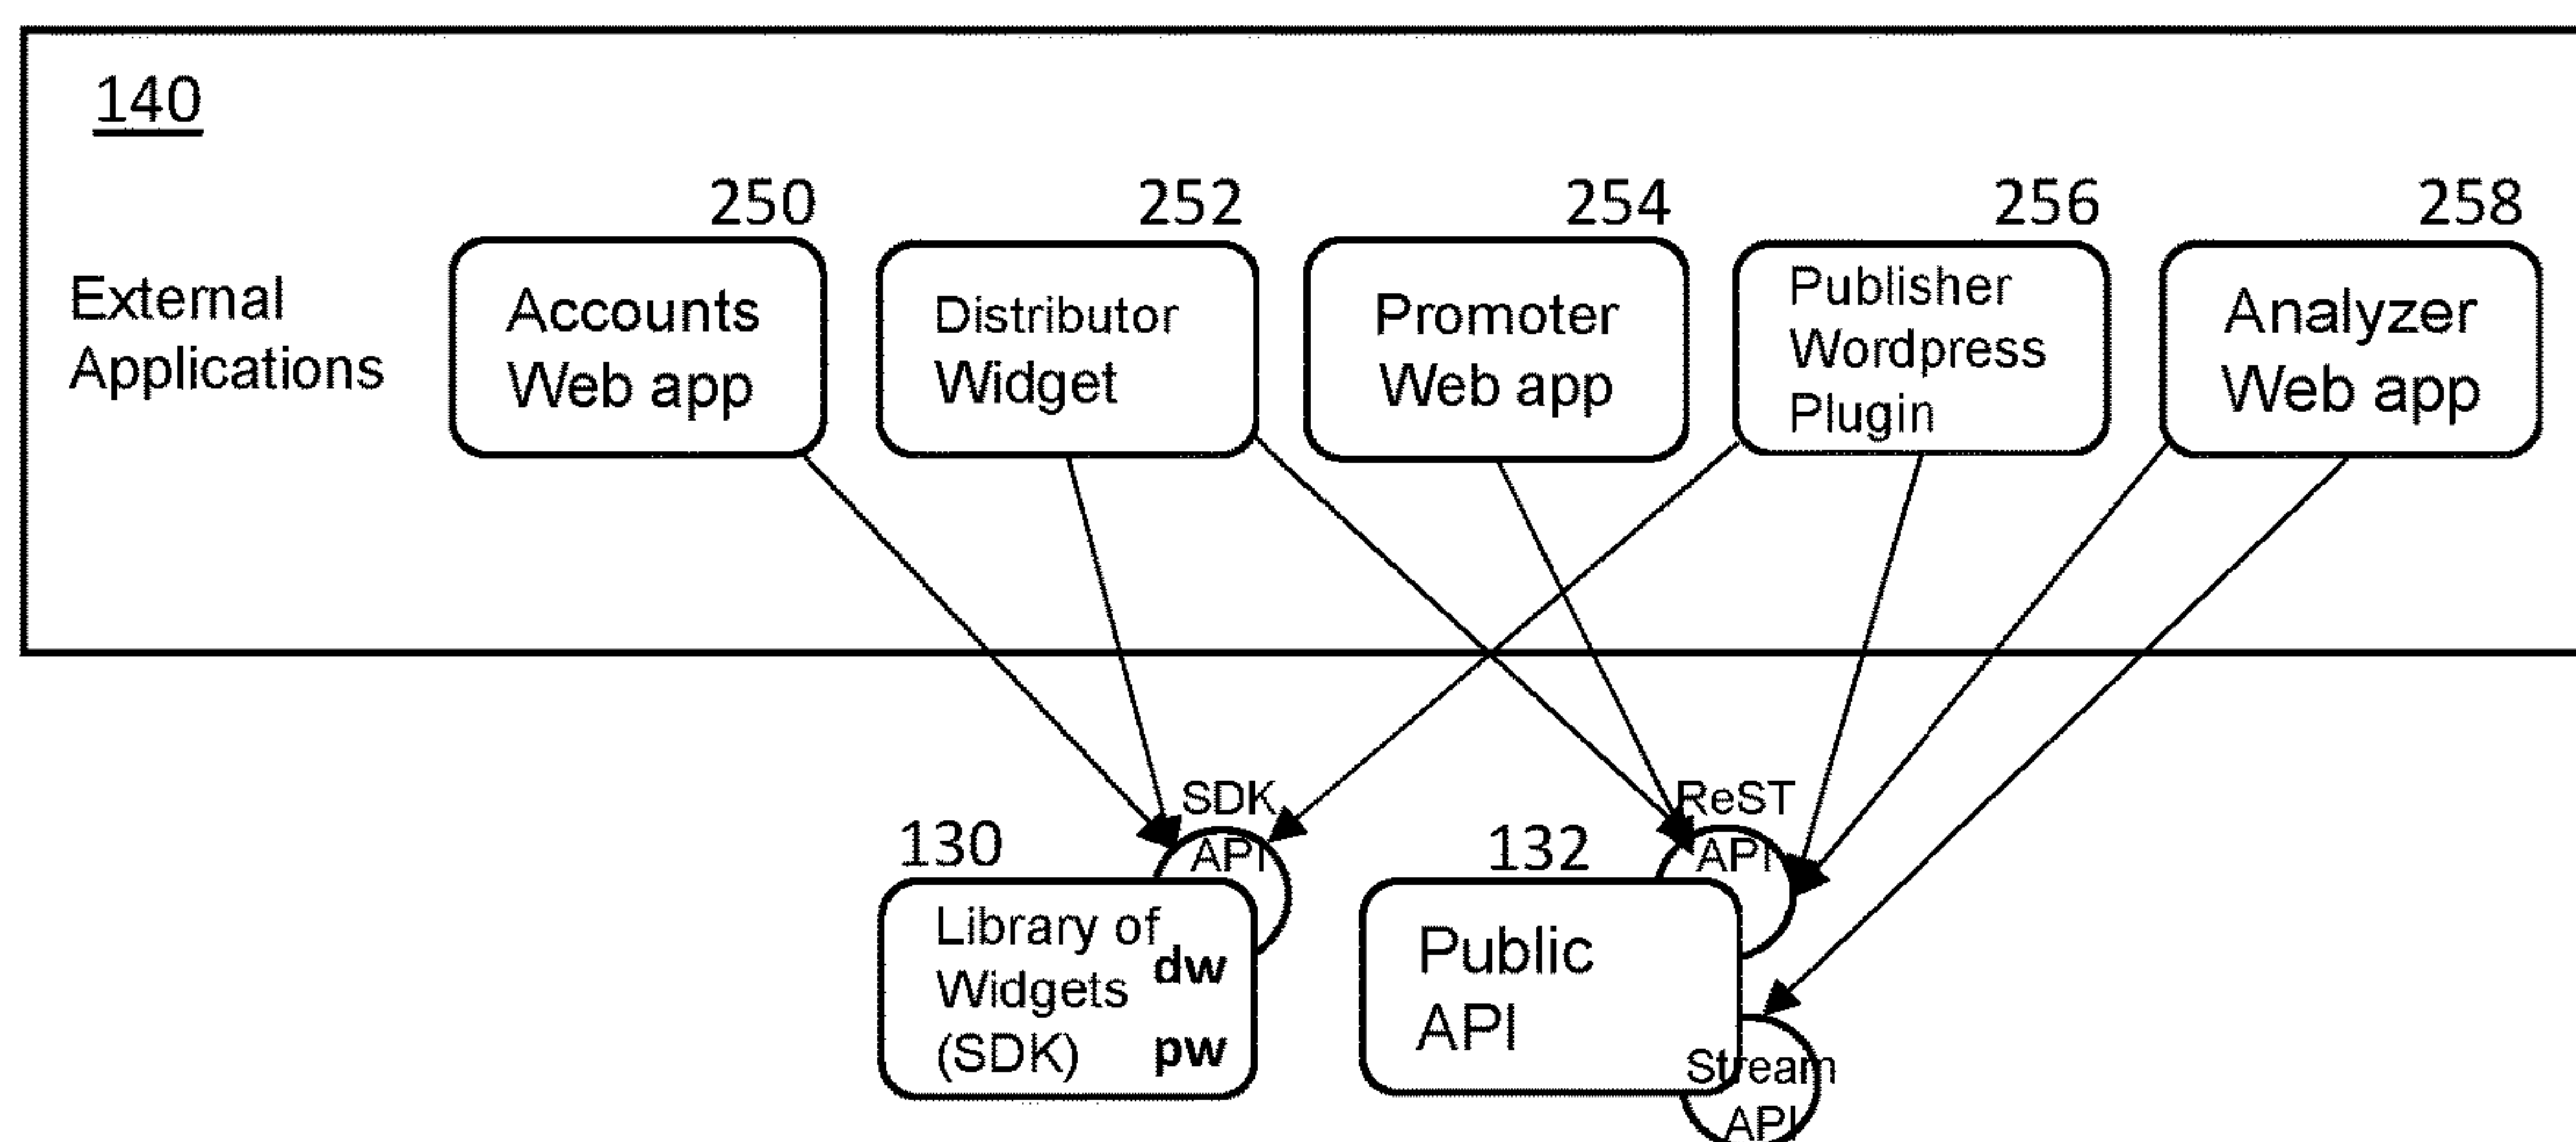 140
External
Applications
250
Accounts
Web app
252
Distributor
Widget
254
Promoter
Web app
256
Publisher
Wordpress
Plugin
258
Analyzer
Web app
SDK
API
130
Library of
Widgets
(SDK)
dw
pw
ReST
API
132
Public
API
Stream
API